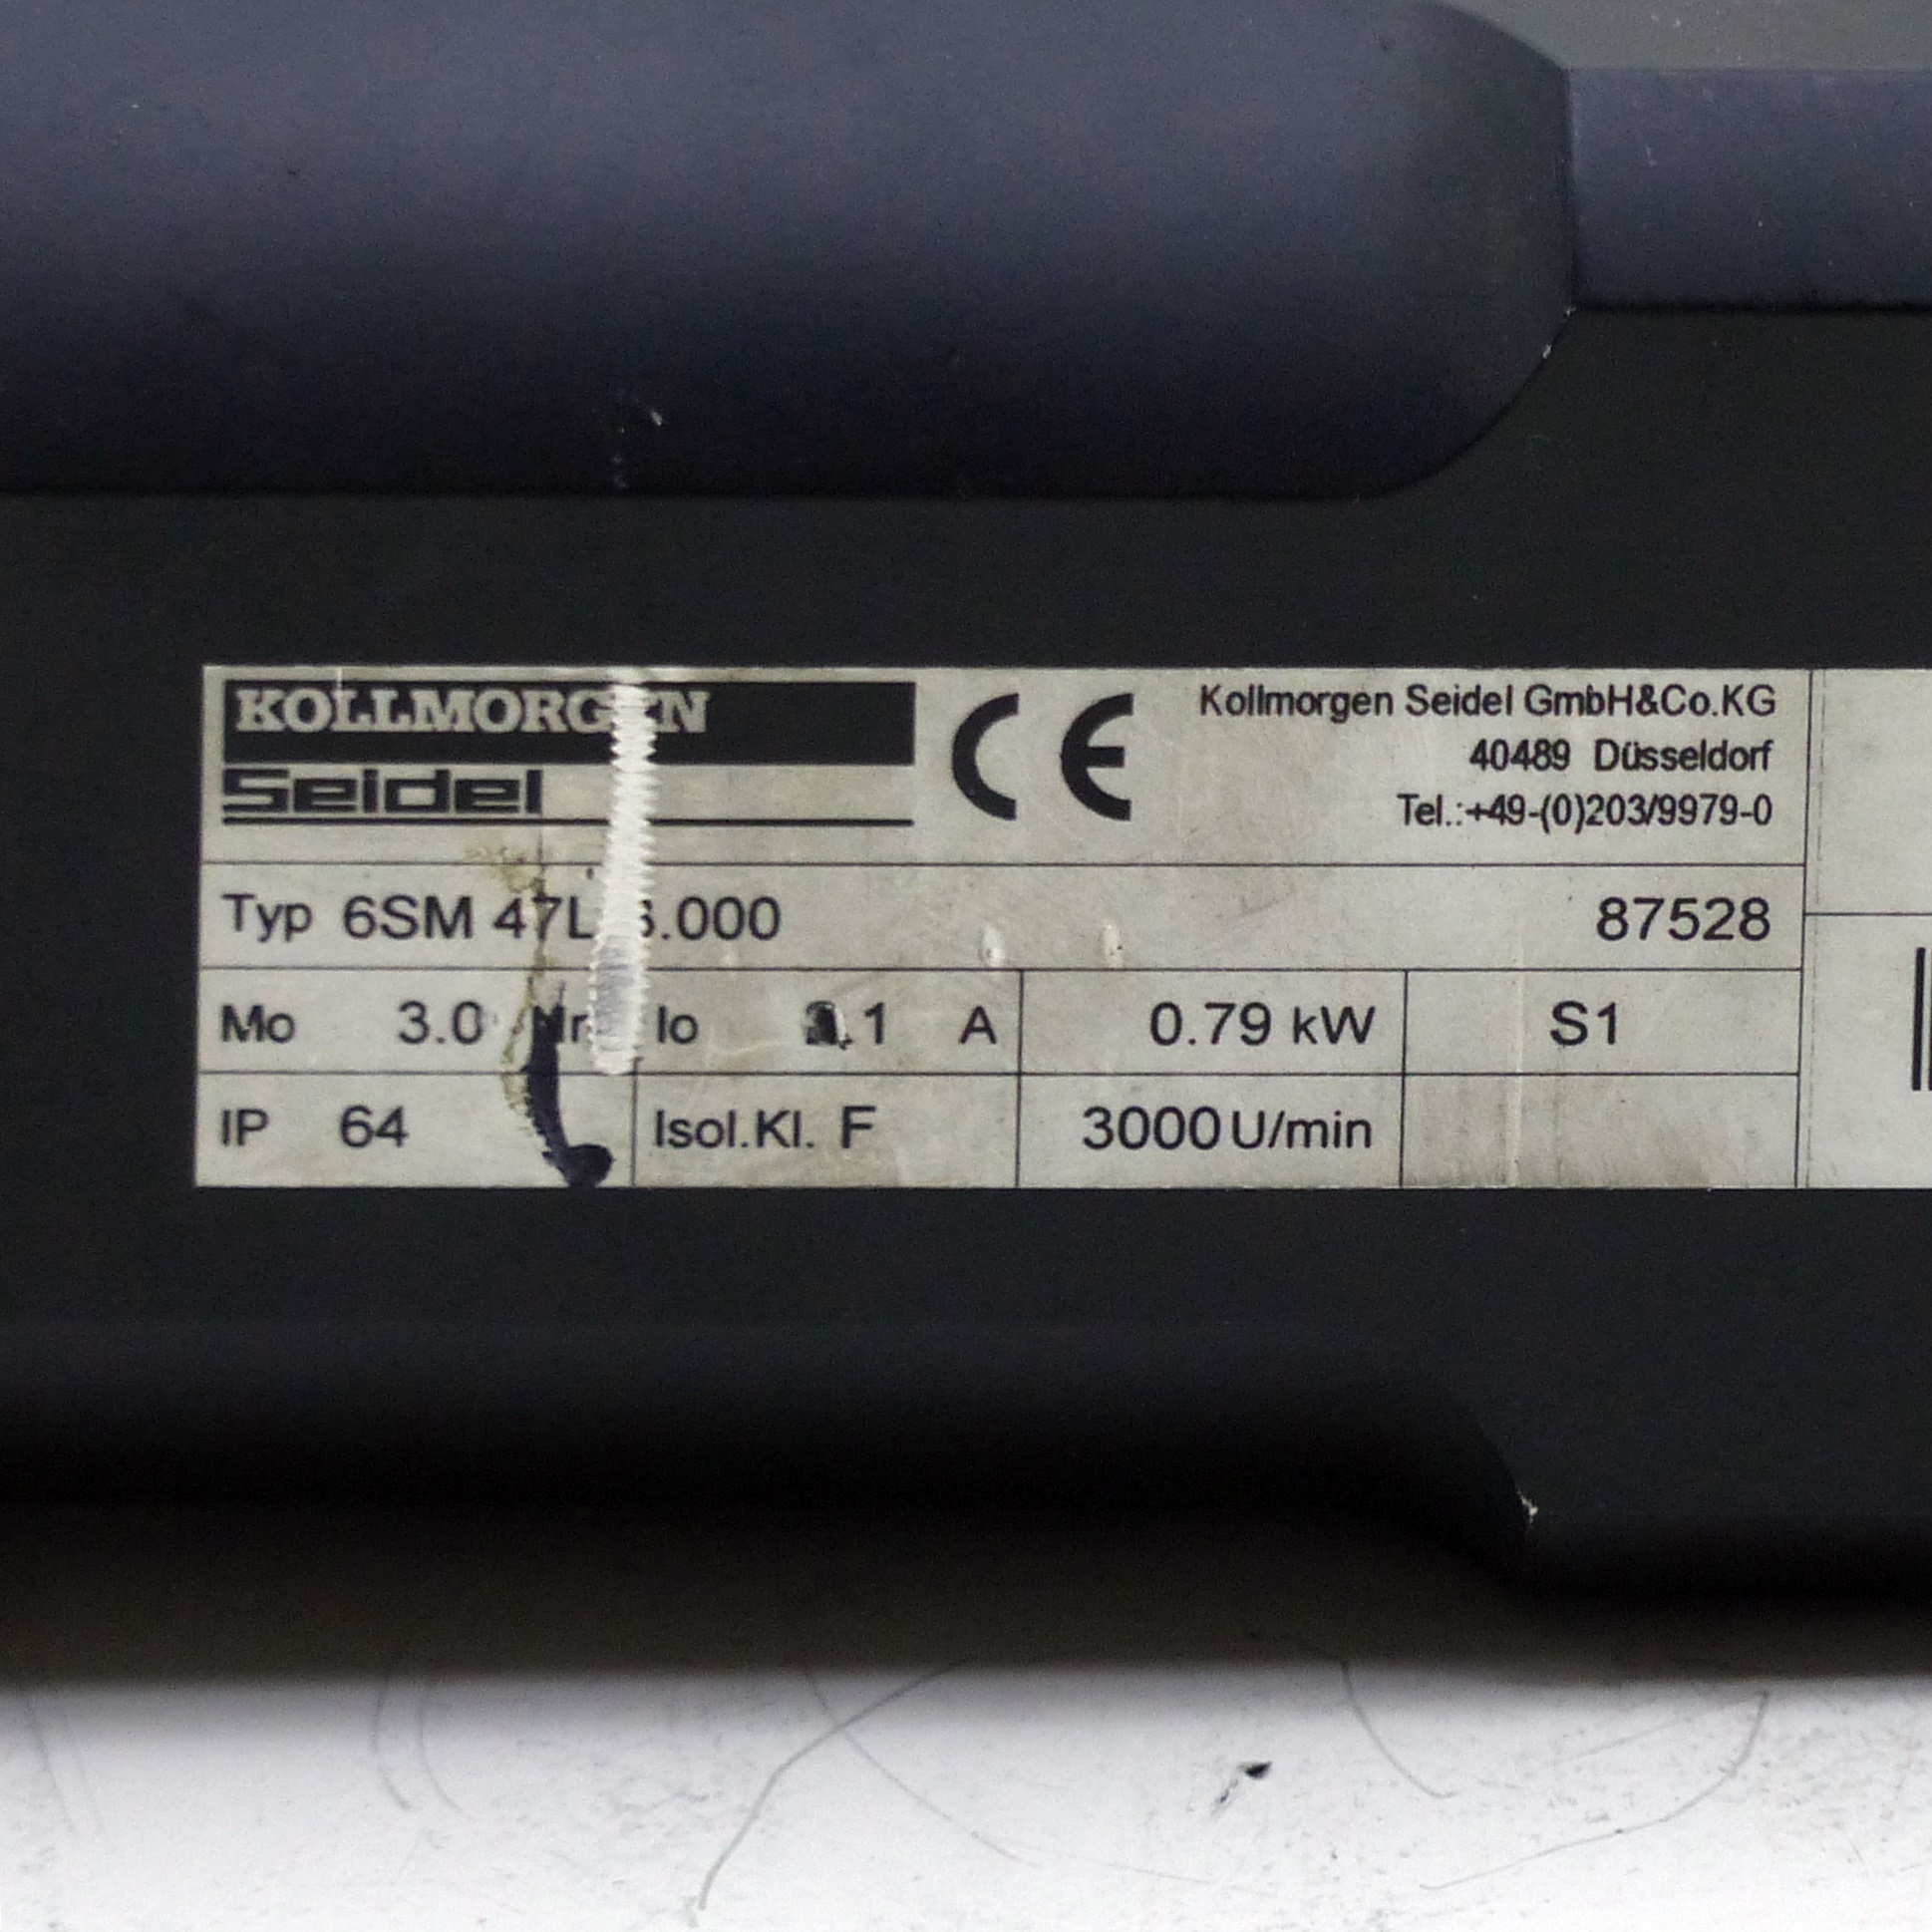 KOLLMORGEN
Seidel
CE
Kollmorgen Seidel GmbH&Co.KG
40489 Düsseldorf
Tel.:+49-(0)203/9979-0
Typ 6SM 87528
Mo 3.0 Io A 0.79 kW S1
IP 64 Isol.Kl. F 3000 U/min